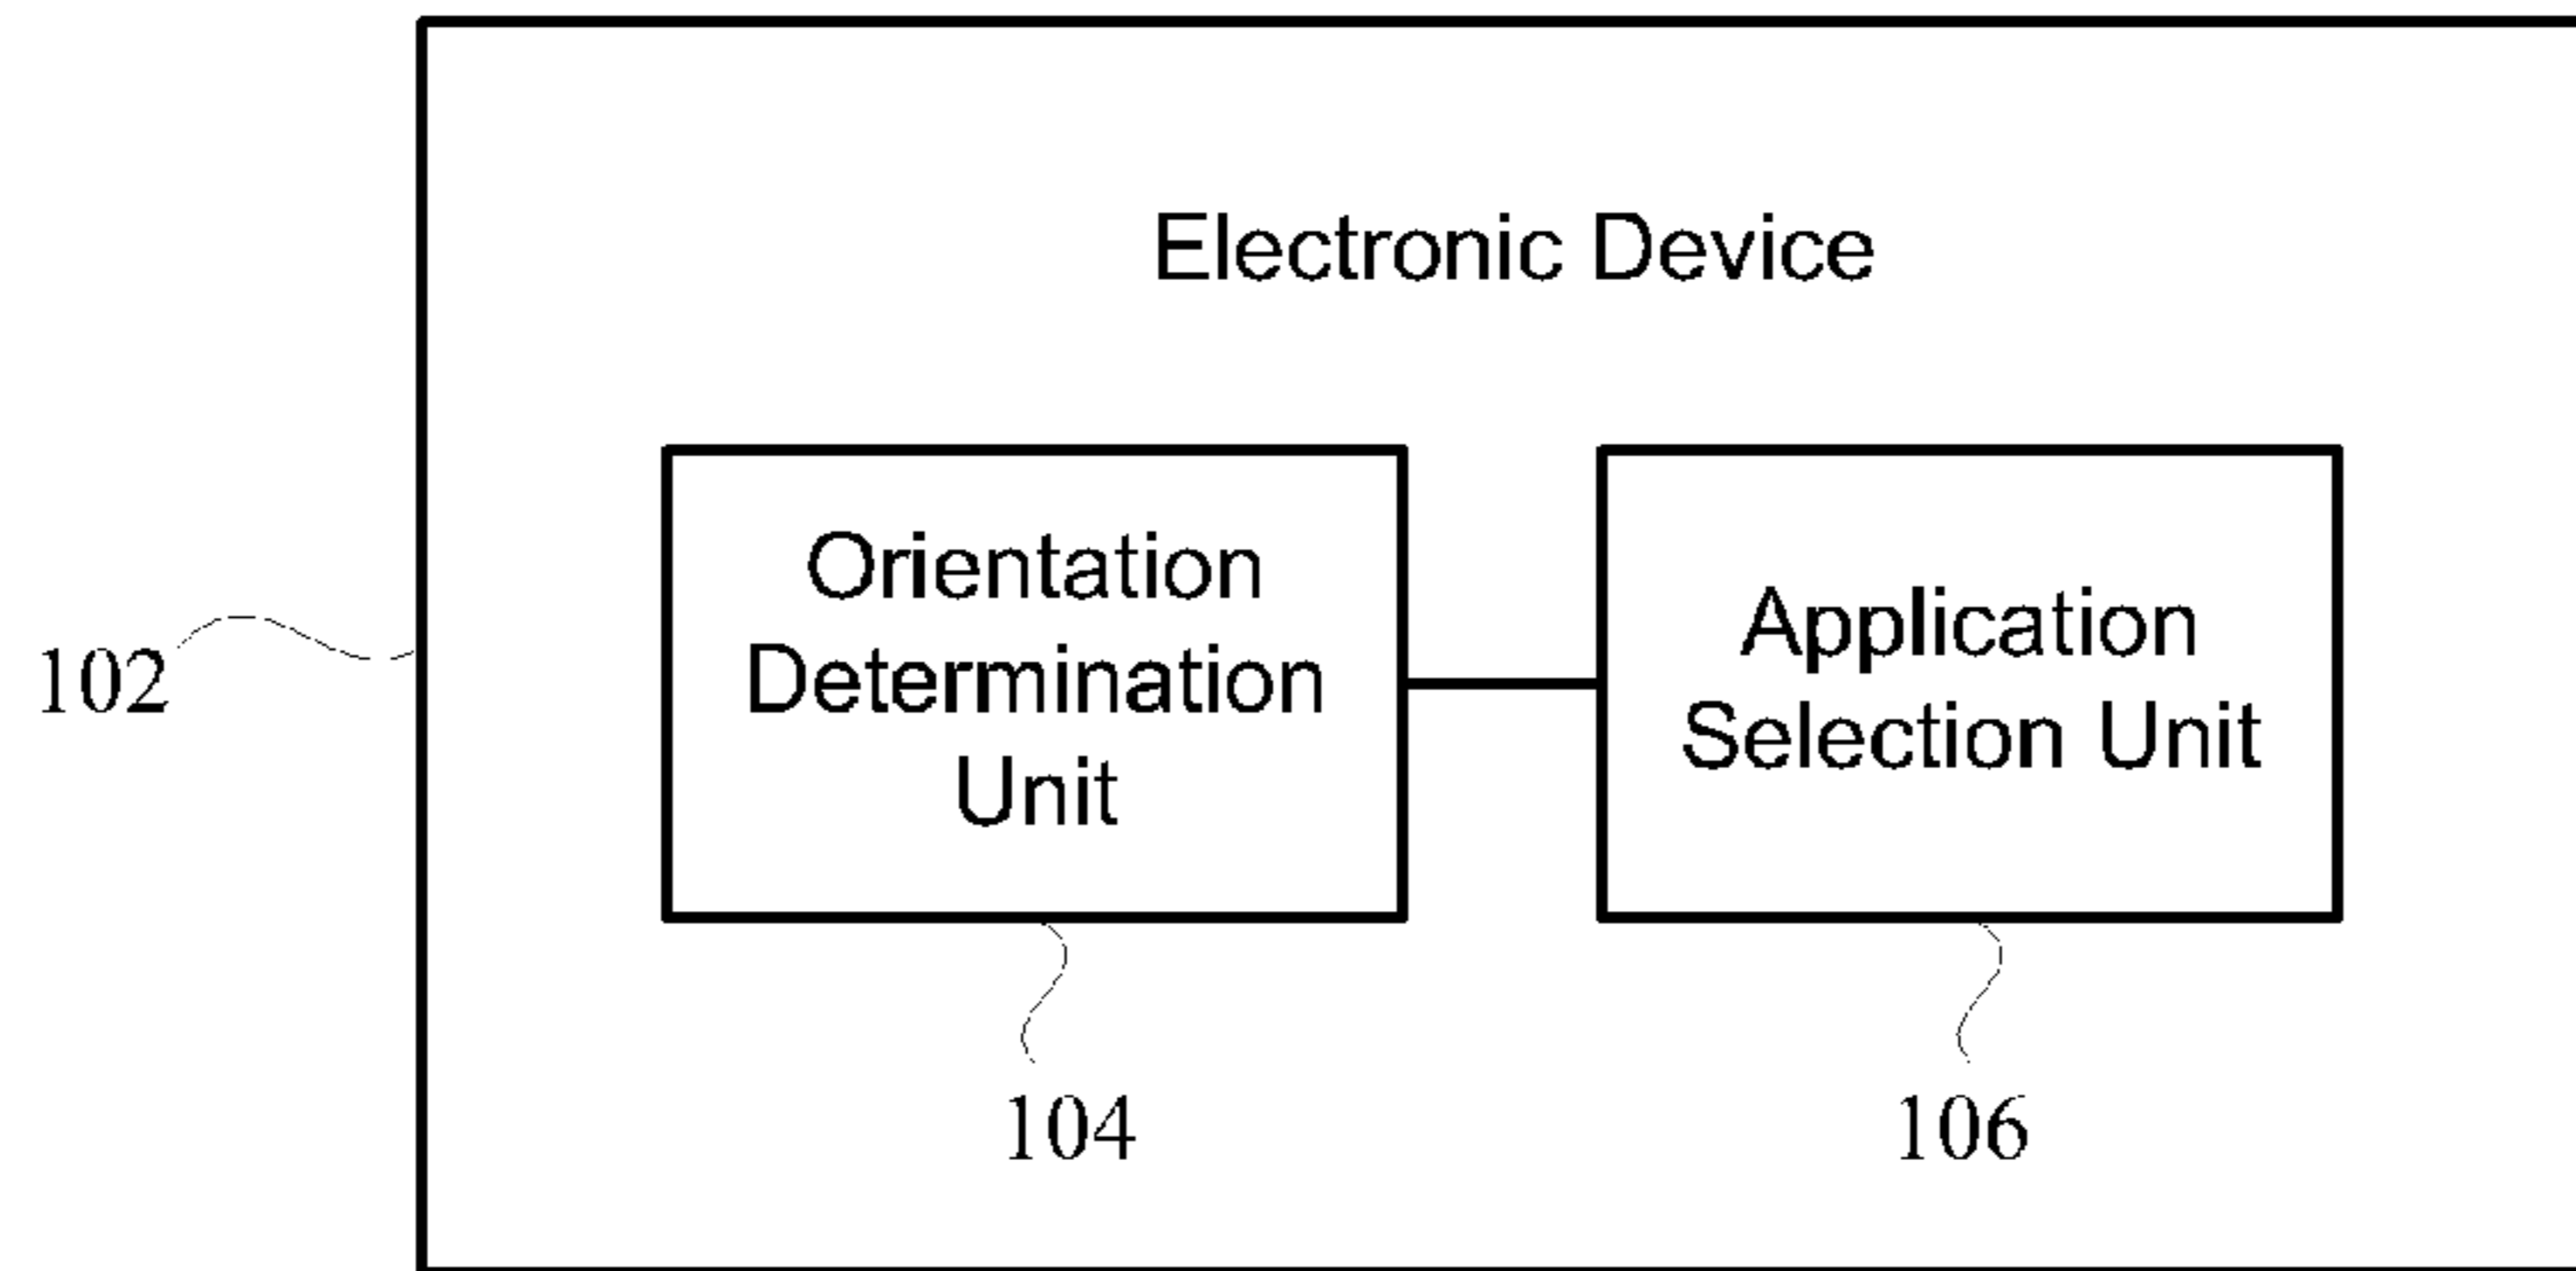 Electronic Device
Orientation
Determination
Unit
Application
Selection Unit
102
104
106